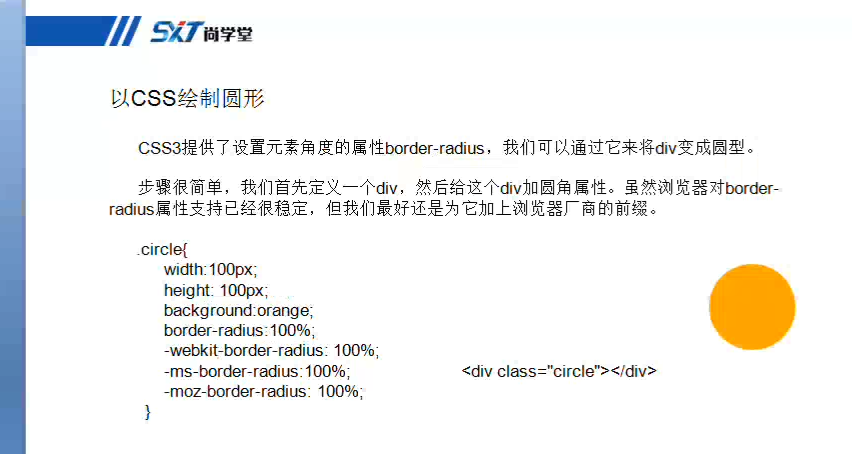 SXT尚学堂
以CSS绘制圆形
CSS3提供了设置元素角度的属性border-radius，我们可以通过它来将div变成圆型。
步骤很简单，我们首先定义一个div，然后给这个div加圆角属性。虽然浏览器对border-
radius属性支持已经很稳定，但我们最好还是为它加上浏览器厂商的前缀。
.circle{
width:100px;
height: 100px;
background:orange;
border-radius:100%;
-webkit-border-radius: 100%;
-ms-border-radius:100%; <div class="circle"></div>
-moz-border-radius: 100%;
}